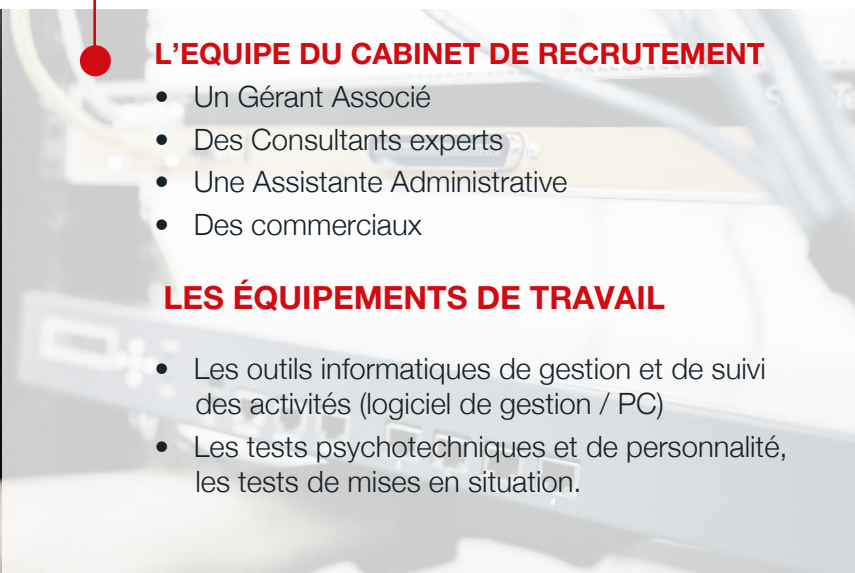 L'EQUIPE DU CABINET DE RECRUTEMENT
• Un Gérant Associé
• Des Consultants experts
• Une Assistante Administrative
• Des commerciaux
LES ÉQUIPEMENTS DE TRAVAIL
• Les outils informatiques de gestion et de suivi
des activités (logiciel de gestion / PC)
• Les tests psychotechniques et de personnalité,
les tests de mises en situation.